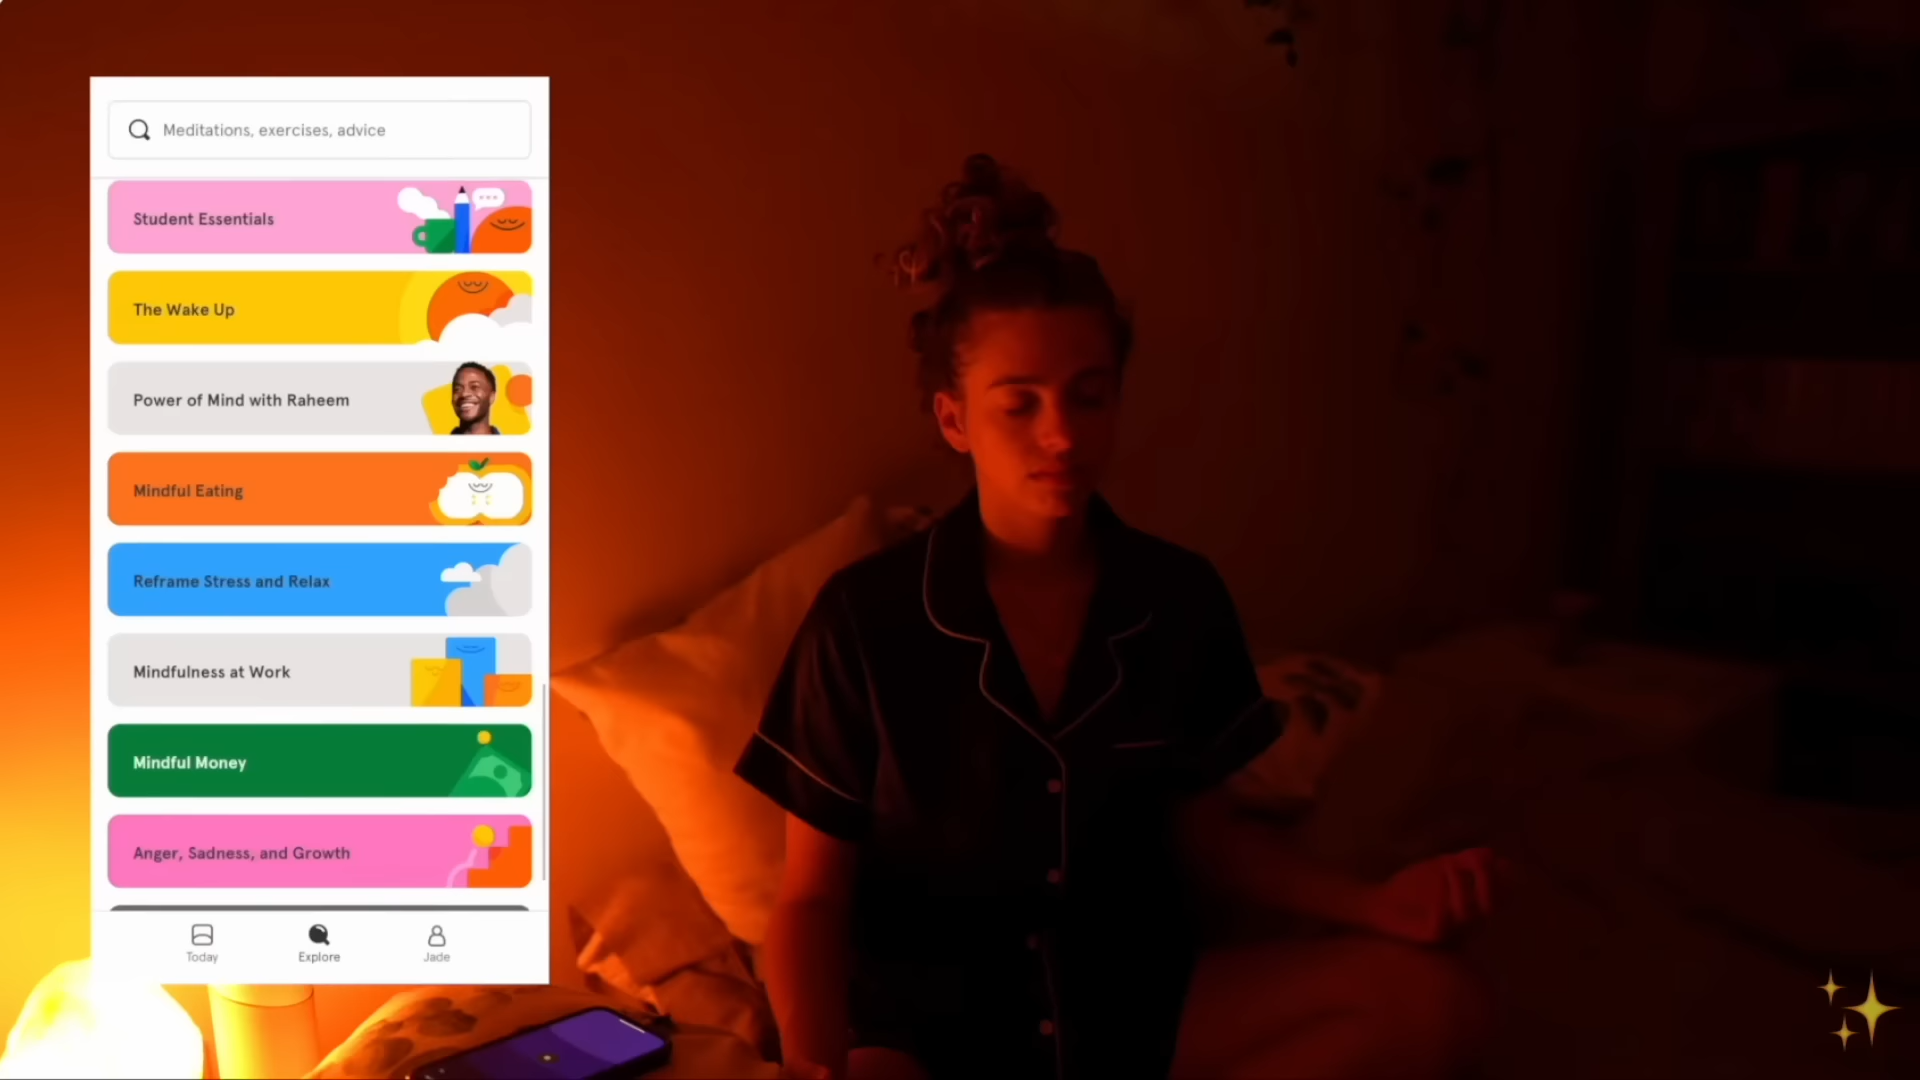 Meditations, exercises, advice
Student Essentials
The Wake Up
Power of Mind with Raheem
Mindful Eating
Reframe Stress and Relax
Mindfulness at Work
Mindful Money
Anger, Sadness, and Growth
Today
Explore
Jade